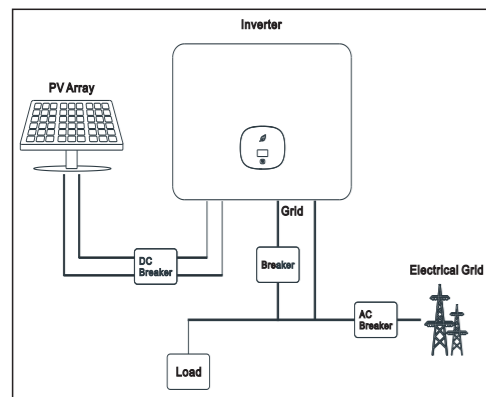 Inverter
PV Array
Grid
DC
Breaker
Breaker
Electrical Grid
AC
Breaker
Load